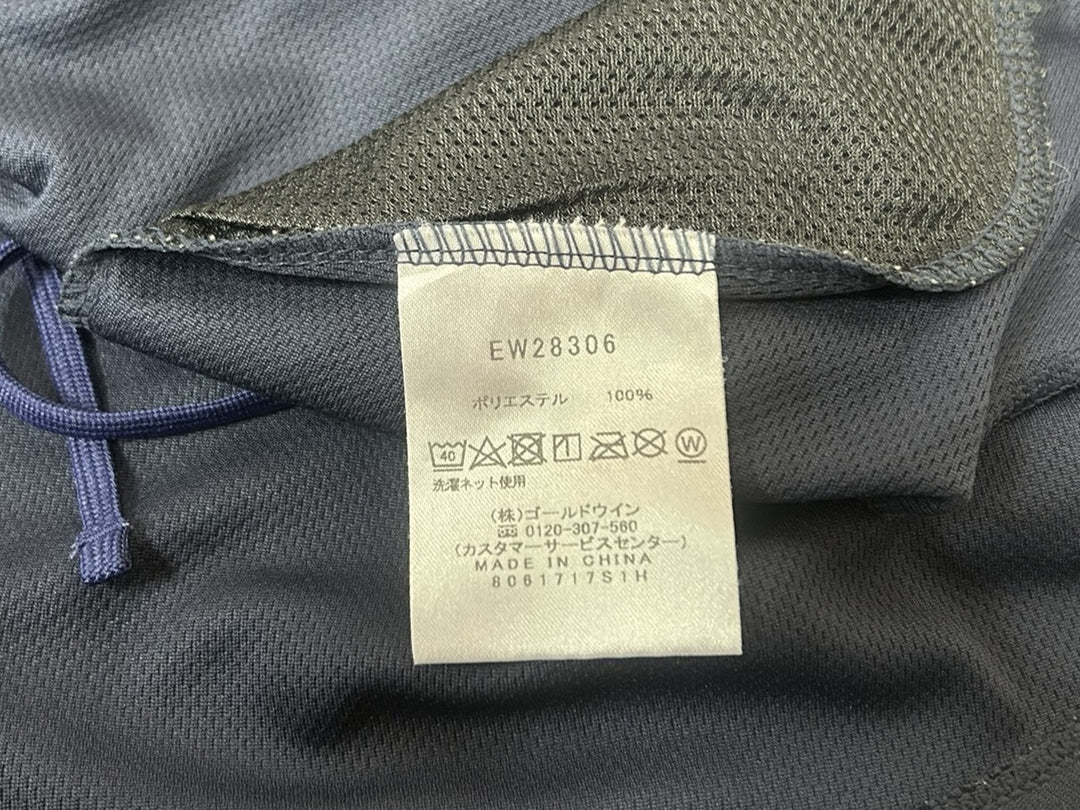 EW28306
ポリエステル 100%
40 W
洗濯ネット使用
(株)ゴールドウイン
0120-307-560
(カスタマーサービスセンター)
MADE IN CHINA
8061717S1H